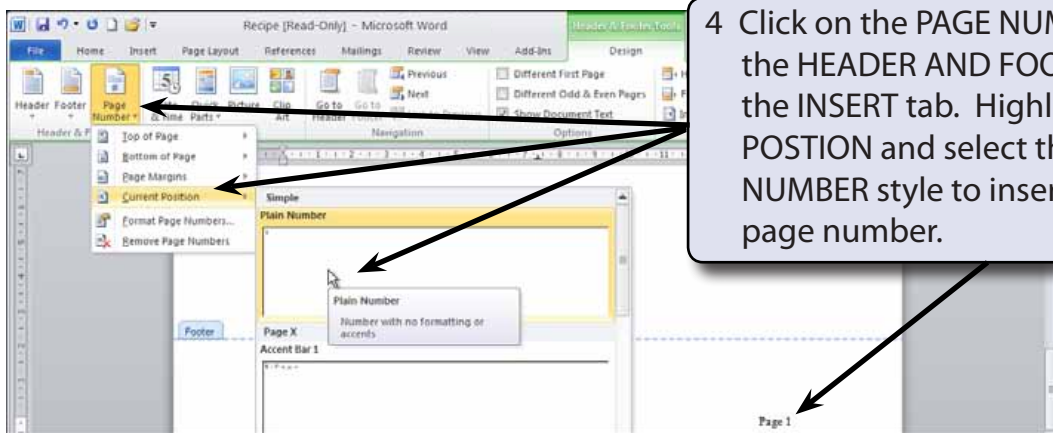 Recipe [Read-Only] - Microsoft Word
Header & Footer Tools
File Home Insert Page Layout References Mailings Review View Add-Ins Design
Header Footer Page Number & Time Quick Parts Picture Clip Art Go to Header Go to Footer
Previous
Next
Different First Page
Different Odd & Even Pages
Show Document Text
Navigation
Options
Top of Page
Bottom of Page
Page Margins
Current Position
Format Page Numbers...
Remove Page Numbers
Simple
Plain Number
Plain Number
Number with no formatting or
accents
Footer
Page X
Accent Bar 1
Page 1
4 Click on the PAGE NUM
the HEADER AND FOO
the INSERT tab. Highl
POSTION and select th
NUMBER style to inser
page number.